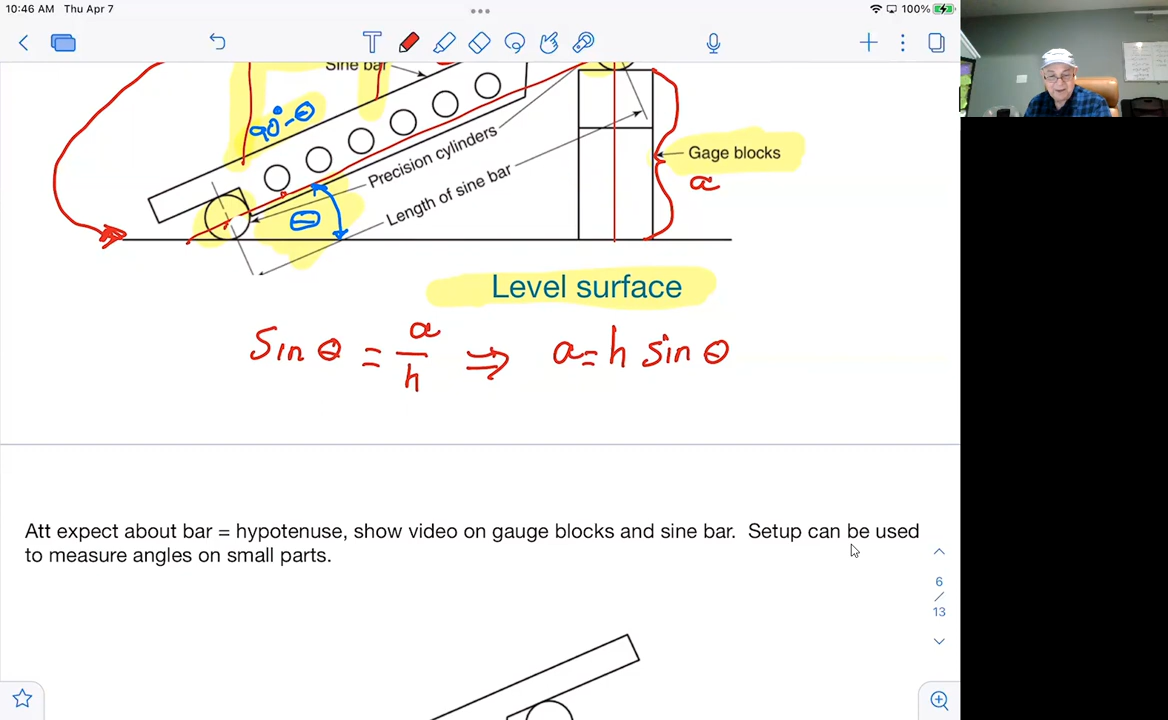 10:46 AM Thu Apr 7
100%
T
Sine bar
90° - θ
Precision cylinders
Gage blocks
a
Length of sine bar
θ
Level surface
Sin θ = a/h ⇒ a = h sin θ
Att expect about bar = hypotenuse, show video on gauge blocks and sine bar. Setup can be used
to measure angles on small parts.
6
/
13